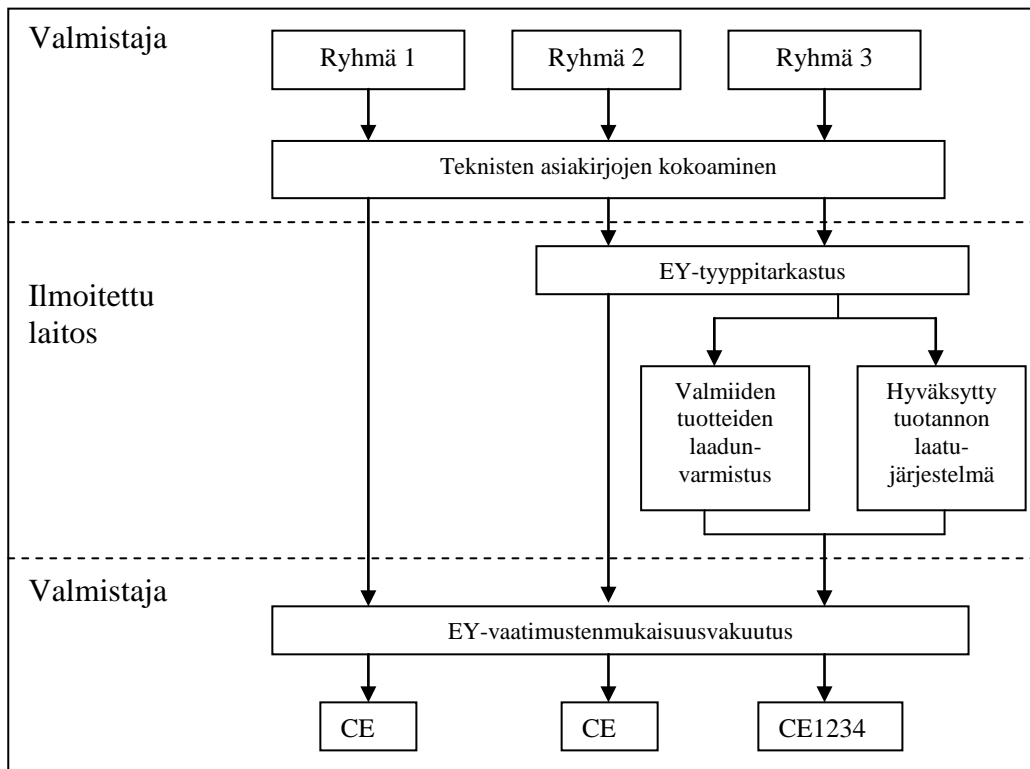 Valmistaja
Ryhmä 1
Ryhmä 2
Ryhmä 3
Teknisten asiakirjojen kokoaminen
Ilmoitettu
laitos
EY-tyyppitarkastus
Valmiiden
tuotteiden
laadun-
varmistus
Hyväksytty
tuotannon
laatu-
järjestelmä
Valmistaja
EY-vaatimustenmukaisuusvakuutus
CE
CE
CE1234